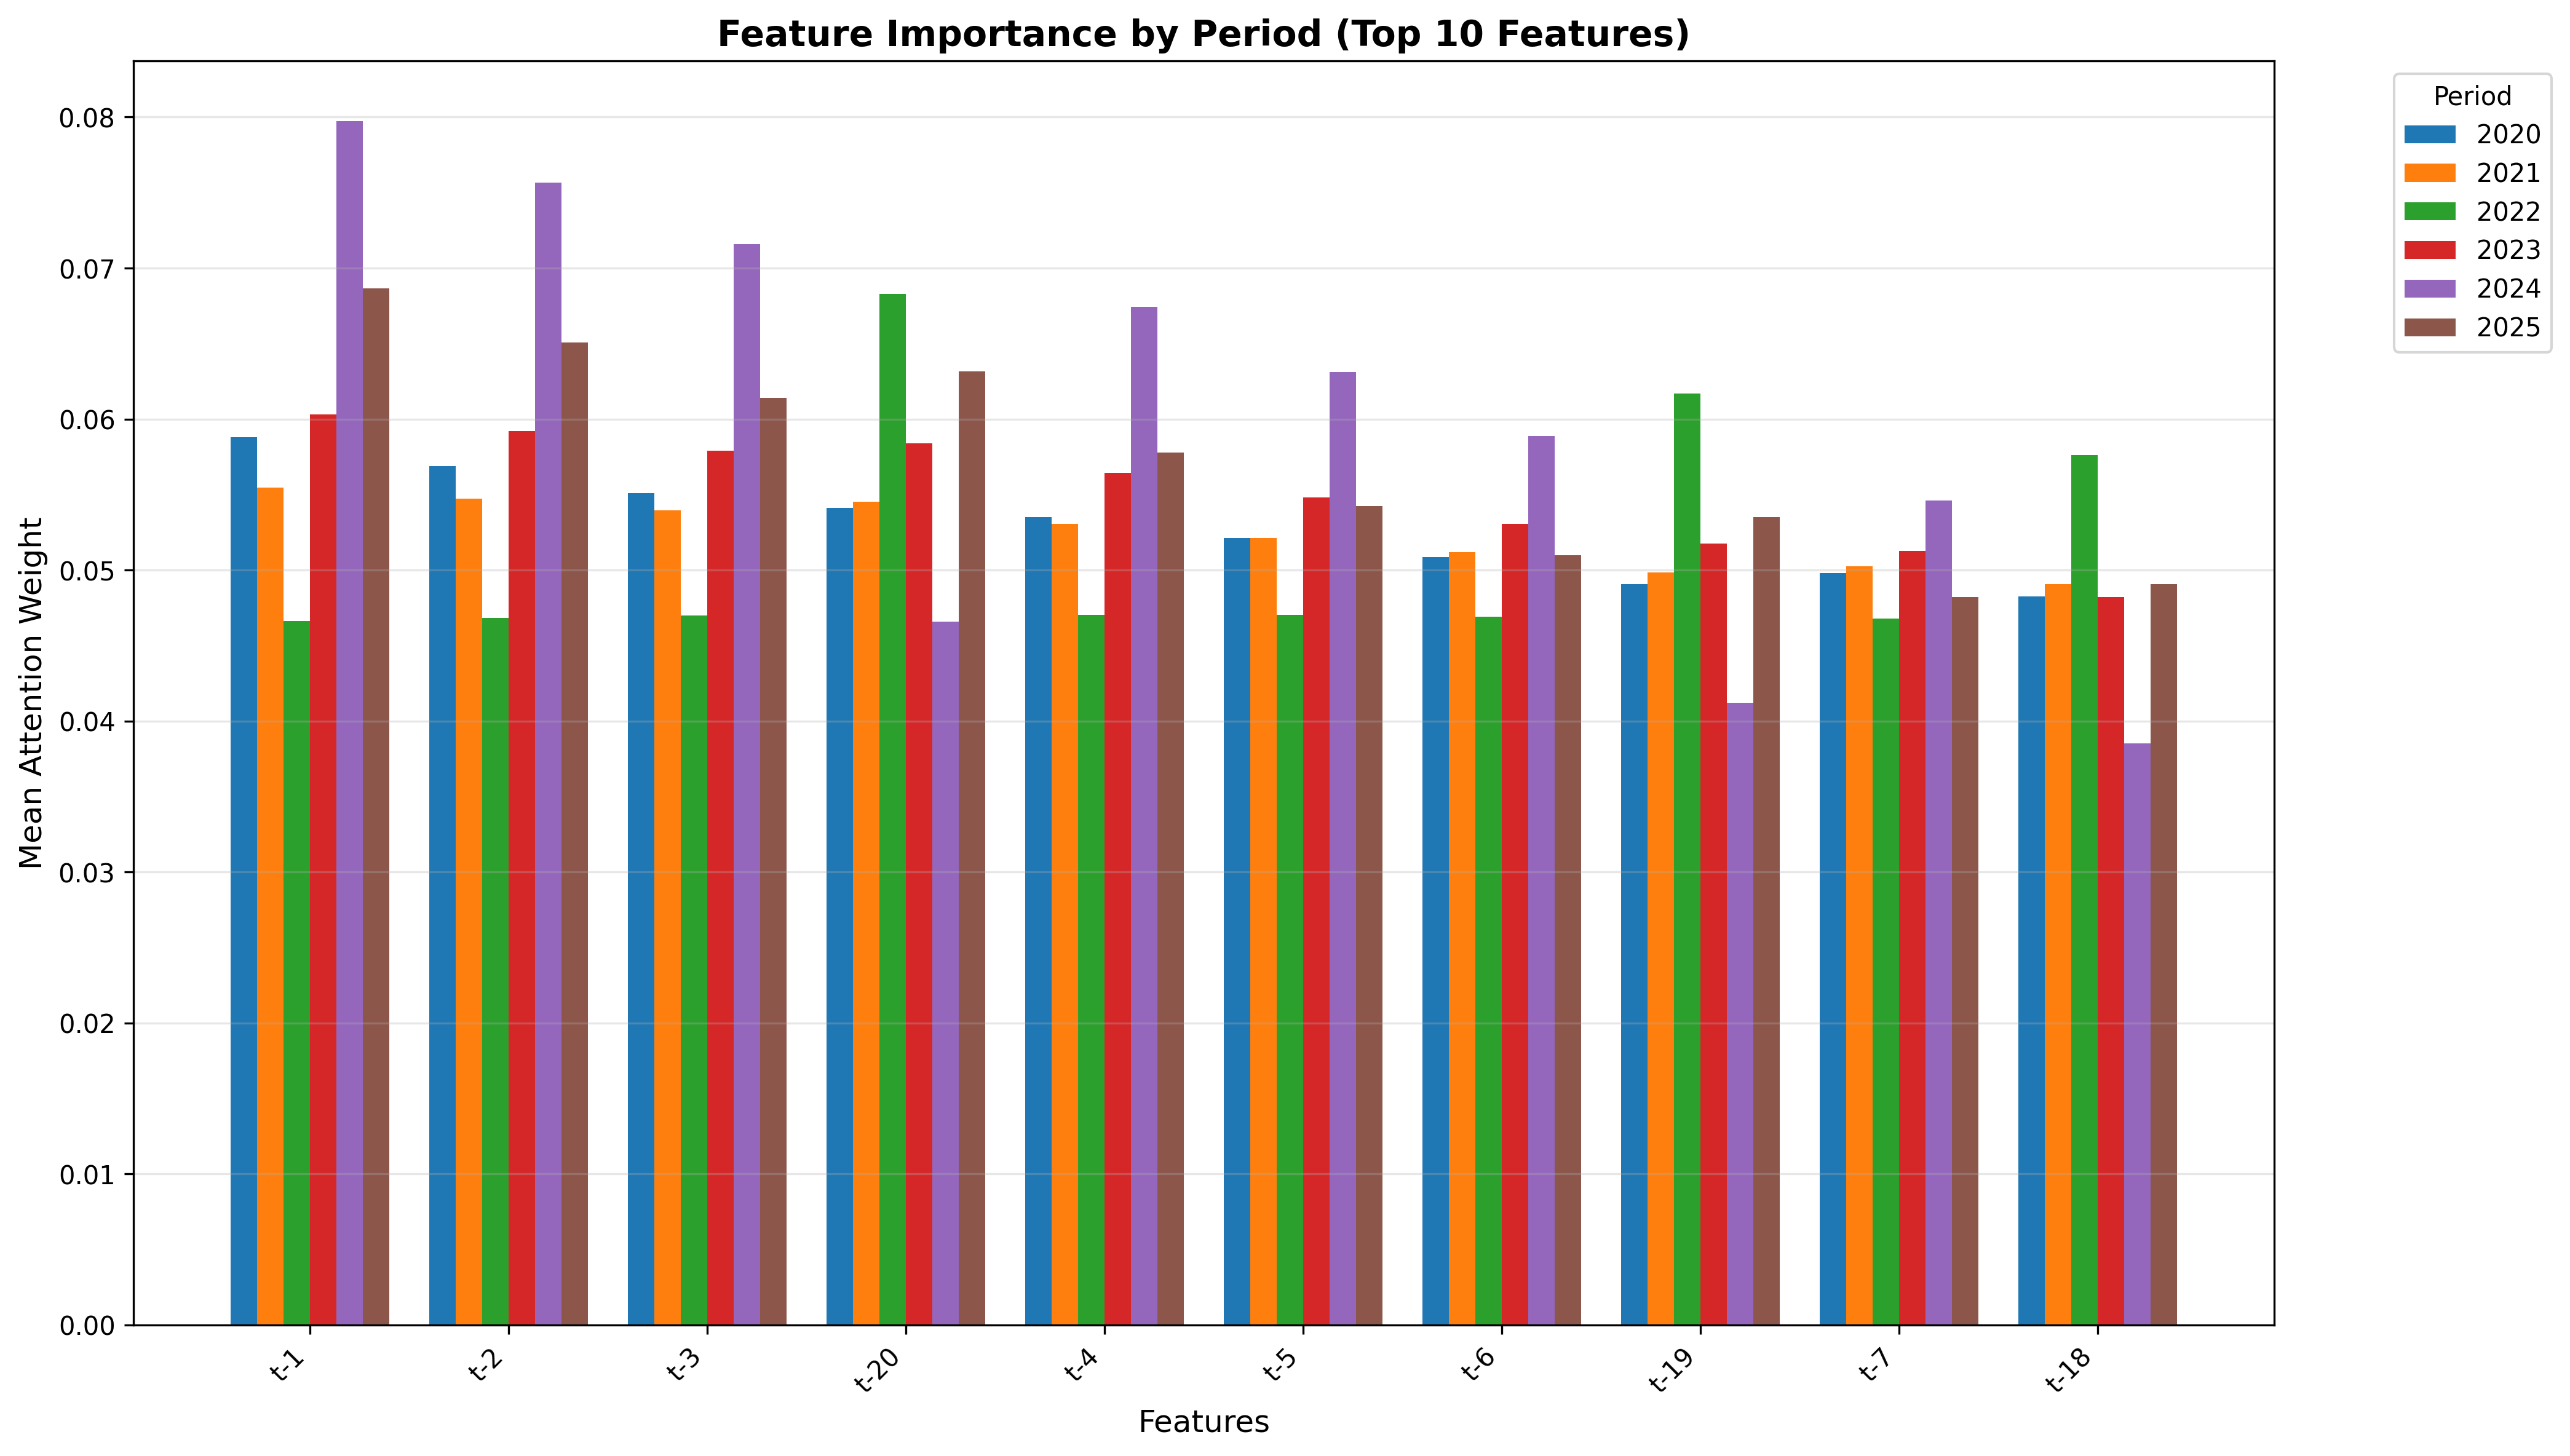 Feature Importance by Period (Top 10 Features)
Period
2020
2021
2022
2023
2024
2025
Mean Attention Weight
0.08
0.07
0.06
0.05
0.04
0.03
0.02
0.01
0.00
t-1
t-2
t-3
t-20
t-4
t-5
t-6
t-19
t-7
t-18
Features